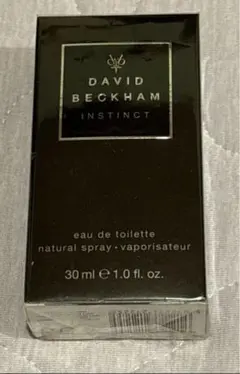 DAVID
BECKHAM
INSTINCT
eau de toilette
natural spray • vaporisateur
30 ml ℮ 1.0 fl. oz.